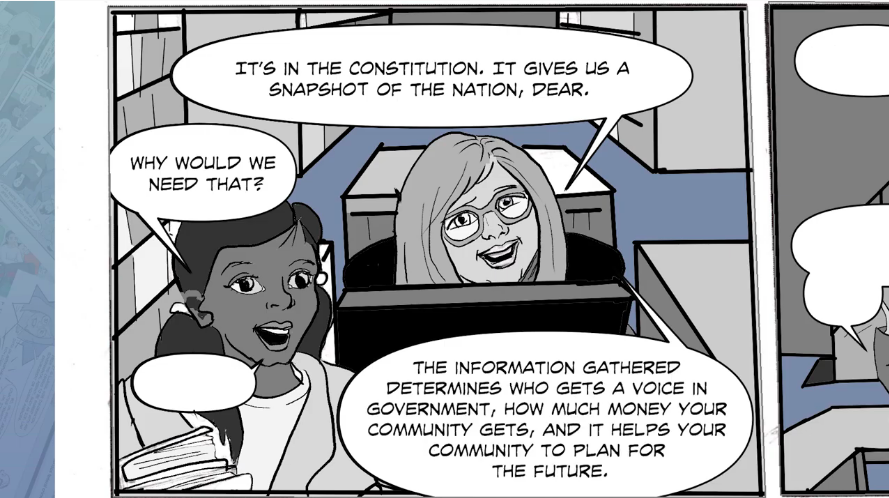 IT'S IN THE CONSTITUTION. IT GIVES US A
SNAPSHOT OF THE NATION, DEAR.
WHY WOULD WE
NEED THAT?
THE INFORMATION GATHERED
DETERMINES WHO GETS A VOICE IN
GOVERNMENT, HOW MUCH MONEY YOUR
COMMUNITY GETS, AND IT HELPS YOUR
COMMUNITY TO PLAN FOR
THE FUTURE.